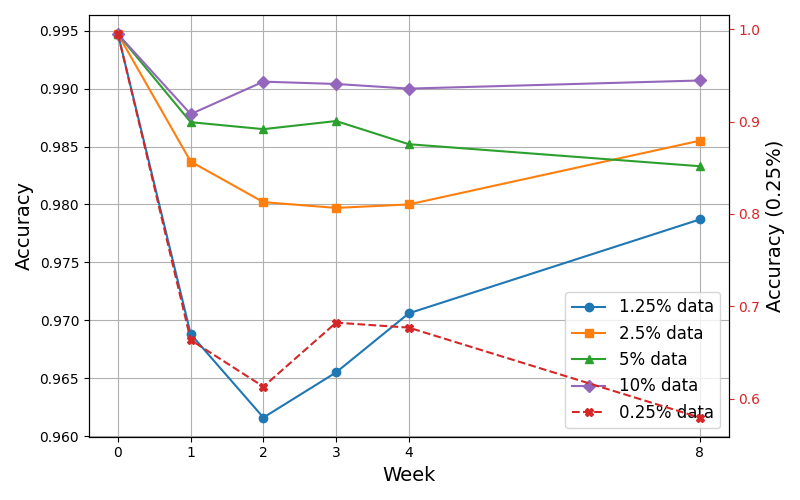 0.995
0.990
0.985
0.980
0.975
0.970
0.965
0.960
Accuracy
0
1
2
3
4
8
Week
1.0
0.9
0.8
0.7
0.6
Accuracy (0.25%)
1.25% data
2.5% data
5% data
10% data
0.25% data